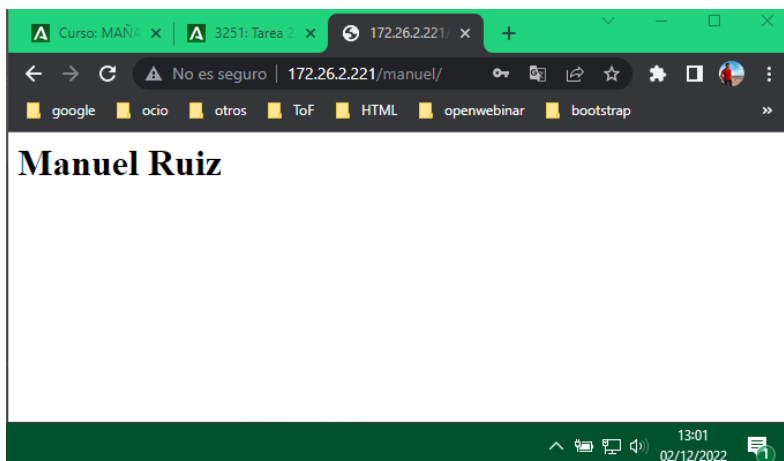 Curso: MAÑA
3251: Tarea 2
172.26.2.221/
No es seguro | 172.26.2.221/manuel/
google ocio otros ToF HTML openwebinar bootstrap »
Manuel Ruiz
13:01
02/12/2022
1